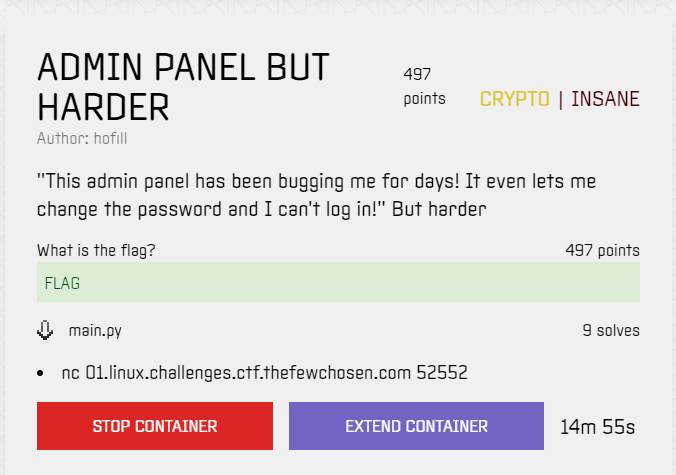 ADMIN PANEL BUT
HARDER
497
points
CRYPTO | INSANE
Author: hofill
"This admin panel has been bugging me for days! It even lets me
change the password and I can't log in!" But harder
What is the flag?
497 points
FLAG
main.py
9 solves
• nc 01.linux.challenges.ctf.thefewchosen.com 52552
STOP CONTAINER
EXTEND CONTAINER
14m 55s